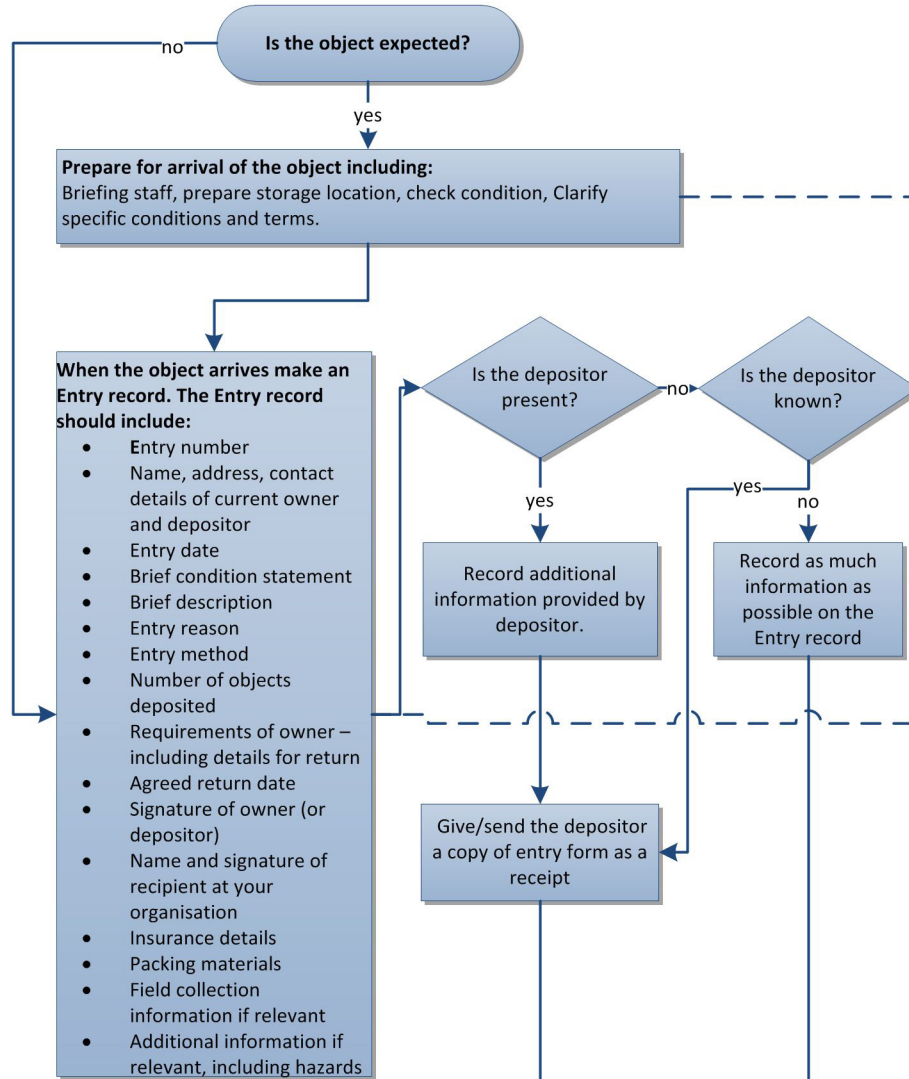 Is the object expected?
no
yes
Prepare for arrival of the object including:
Briefing staff, prepare storage location, check condition, Clarify
specific conditions and terms.
When the object arrives make an
Entry record. The Entry record
should include:
• Entry number
• Name, address, contact
details of current owner
and depositor
• Entry date
• Brief condition statement
• Brief description
• Entry reason
• Entry method
• Number of objects
deposited
• Requirements of owner –
including details for return
• Agreed return date
• Signature of owner (or
depositor)
• Name and signature of
recipient at your
organisation
• Insurance details
• Packing materials
• Field collection
information if relevant
• Additional information if
relevant, including hazards
Is the depositor
present?
no
Is the depositor
known?
yes
yes
no
Record additional
information provided by
depositor.
Record as much
information as
possible on the
Entry record
Give/send the depositor
a copy of entry form as a
receipt